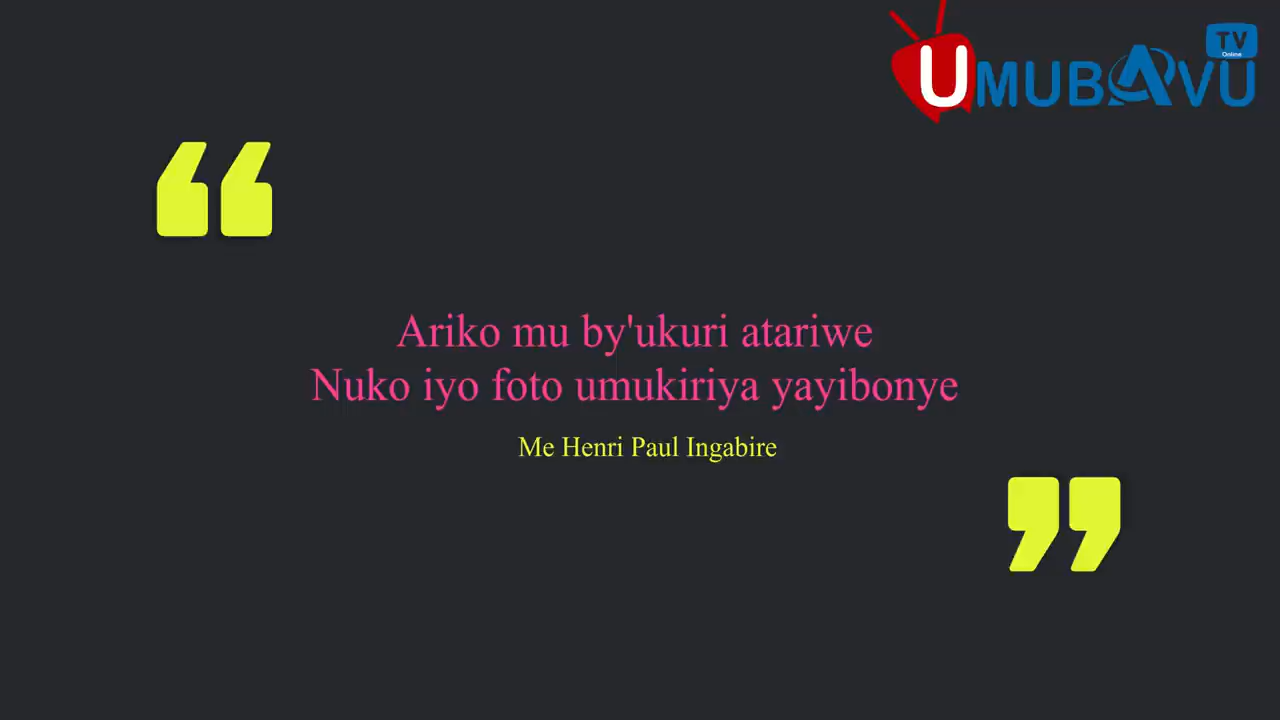 UMUBAVU
TV
Online
Ariko mu by'ukuri atariwe
Nuko iyo foto umukiriya yayibonye
Me Henri Paul Ingabire